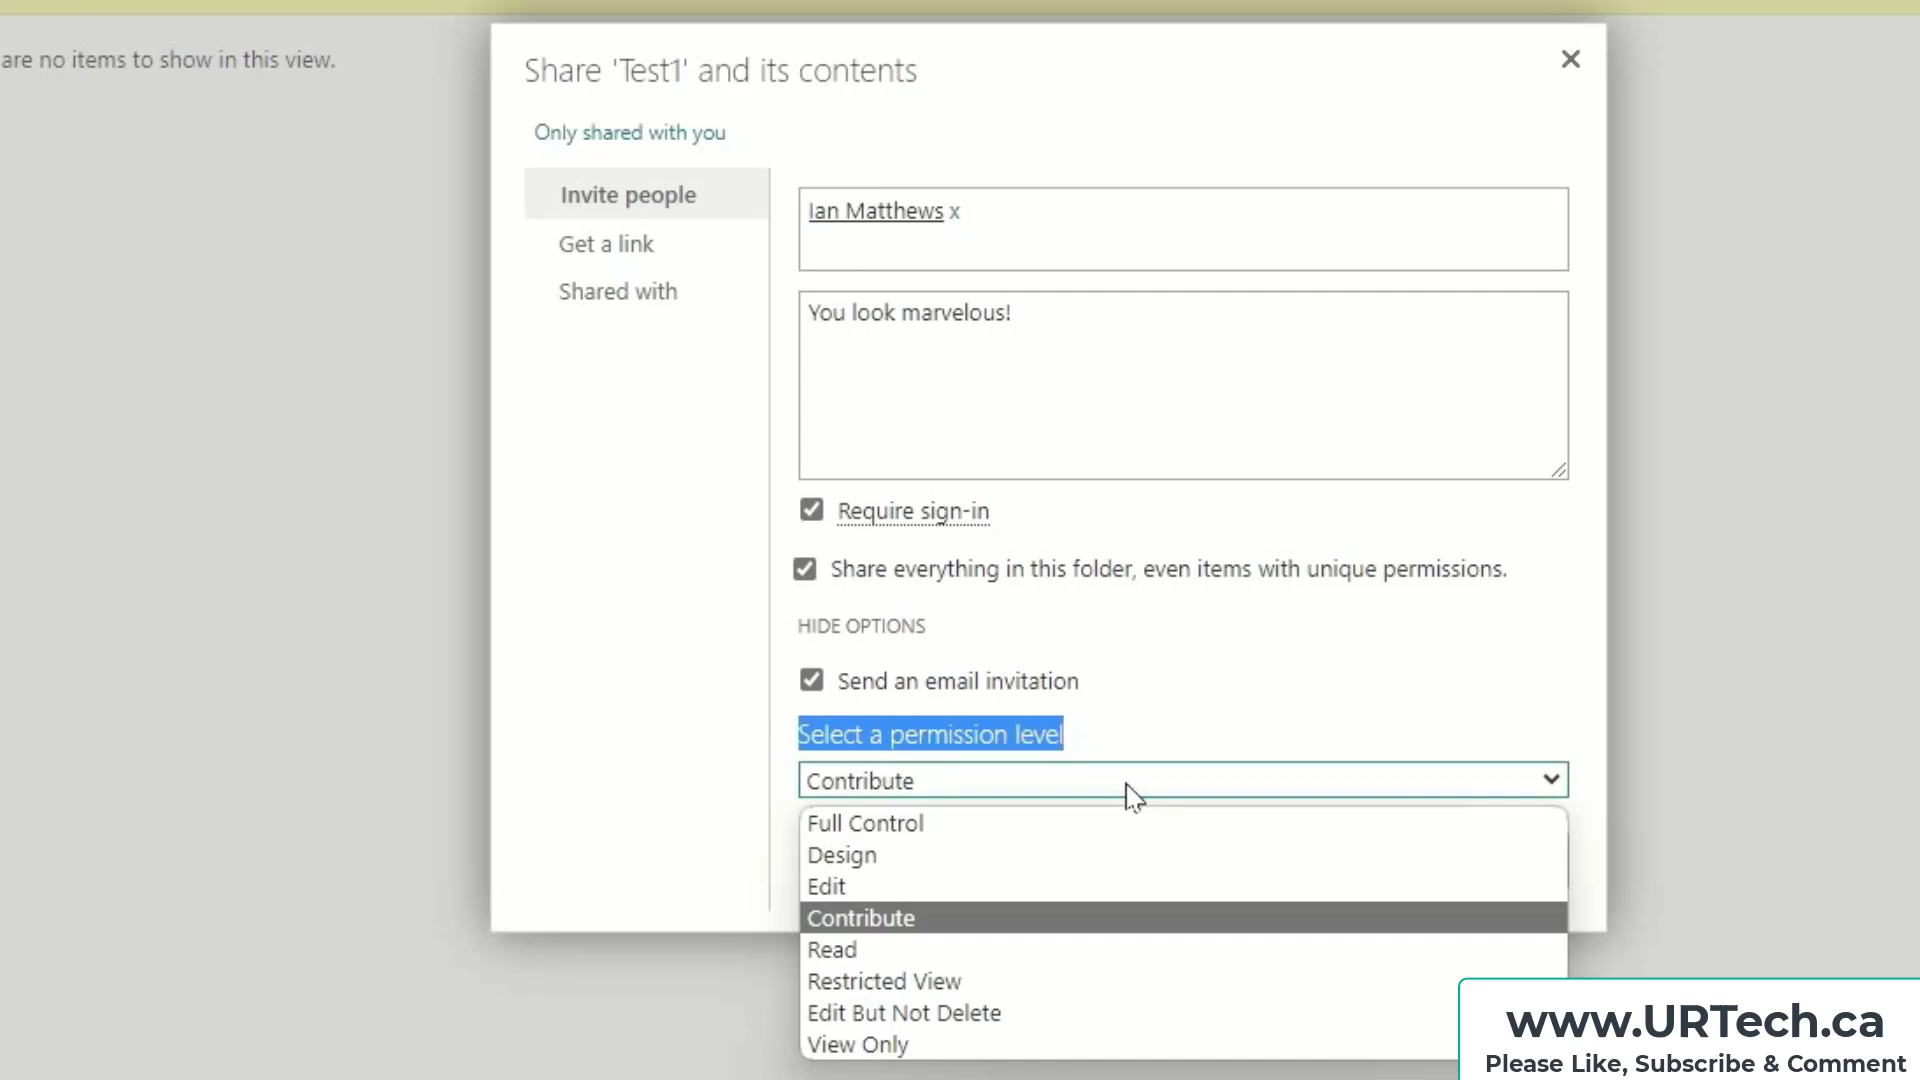 are no items to show in this view.
Share 'Test1' and its contents
Only shared with you
Invite people
Get a link
Shared with
Ian Matthews x
You look marvelous!
Require sign-in
Share everything in this folder, even items with unique permissions.
HIDE OPTIONS
Send an email invitation
Select a permission level
Contribute
Full Control
Design
Edit
Contribute
Read
Restricted View
Edit But Not Delete
View Only
www.URTech.ca
Please Like, Subscribe & Comment